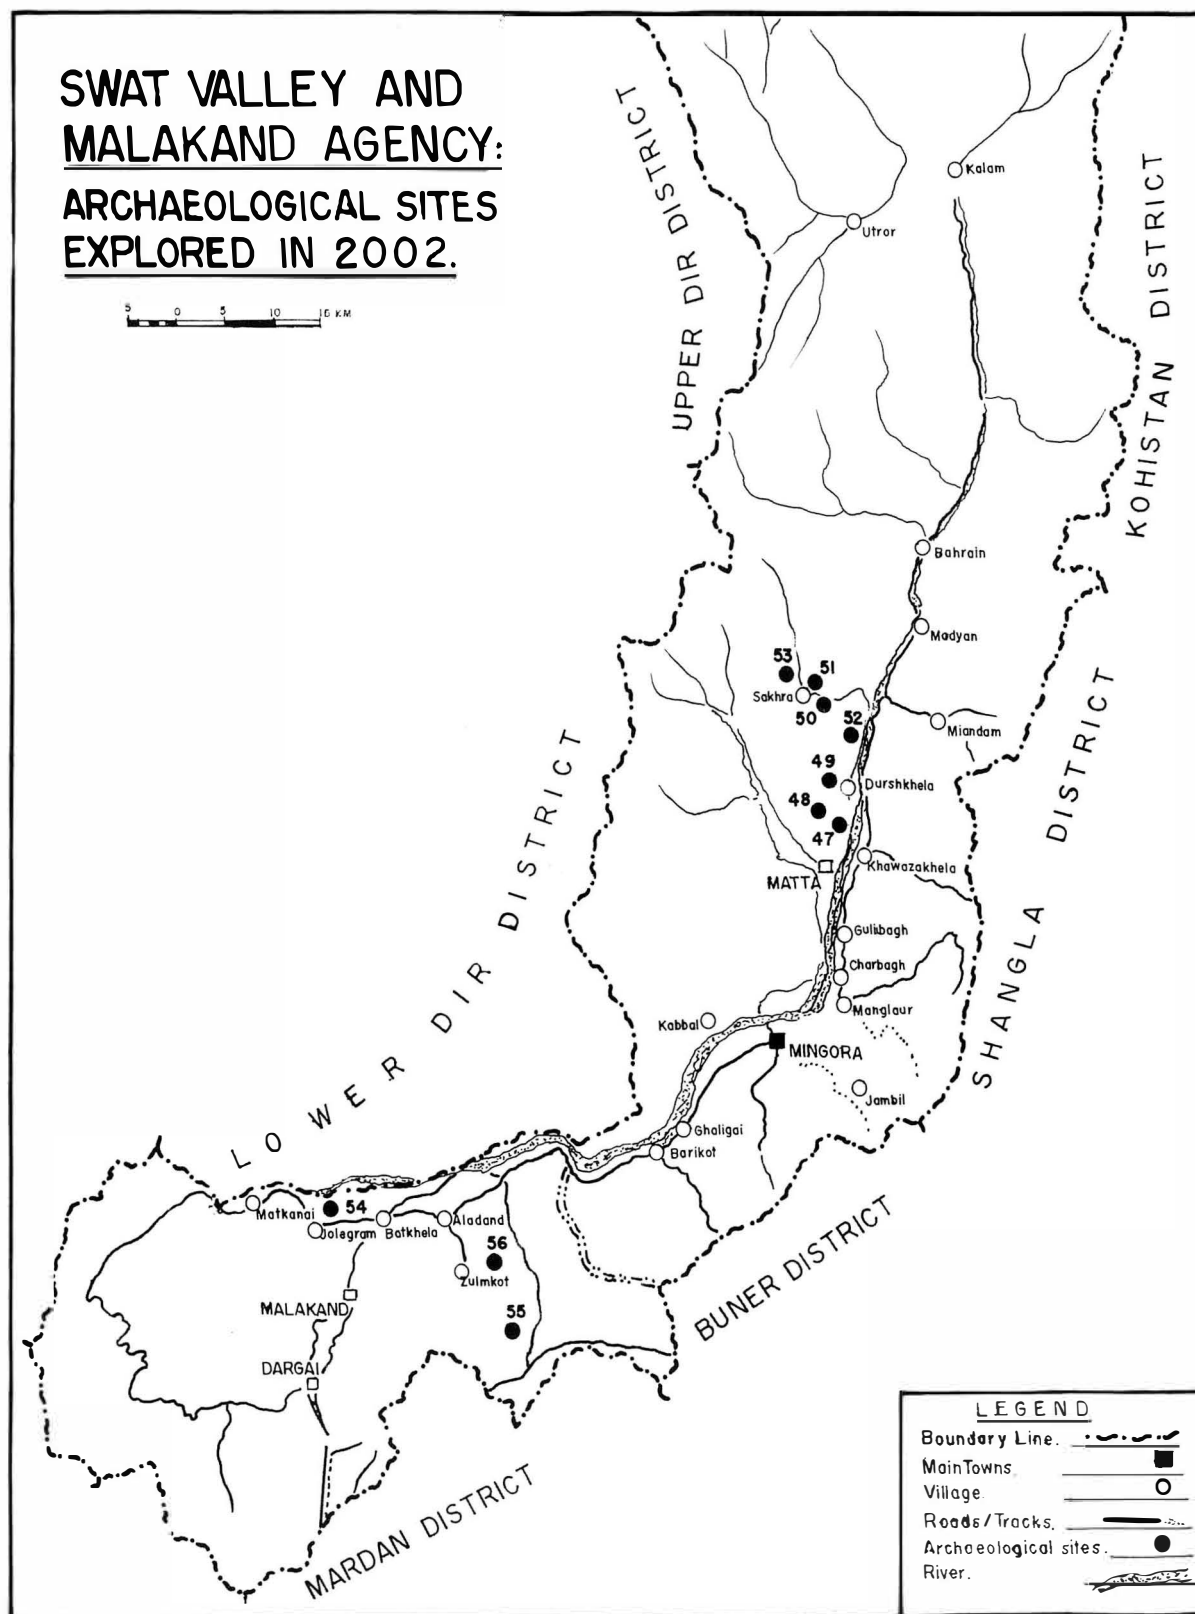 SWAT VALLEY AND
MALAKAND AGENCY:
ARCHAEOLOGICAL SITES
EXPLORED IN 2002.
5 0 5 10 15 KM
UPPER DIR DISTRICT
KOHISTAN DISTRICT
Kalam
Utror
Bahrain
Madyan
53
51
Sakhra
50
52
Miandam
49
Durshkhela
48
47
MATTA
Khawazakhela
Gulibagh
Charbagh
Manglaur
Kabbal
MINGORA
Jambil
Ghaligai
Barikot
LOWER DIR DISTRICT
SHANGLA DISTRICT
Matkanai
54
Jolagram
Batkhela
Aladand
56
Zulmkot
55
MALAKAND
DARGAI
BUNER DISTRICT
MARDAN DISTRICT
LEGEND
Boundary Line.
Main Towns
Village.
Roads/Tracks.
Archaeological sites.
River.